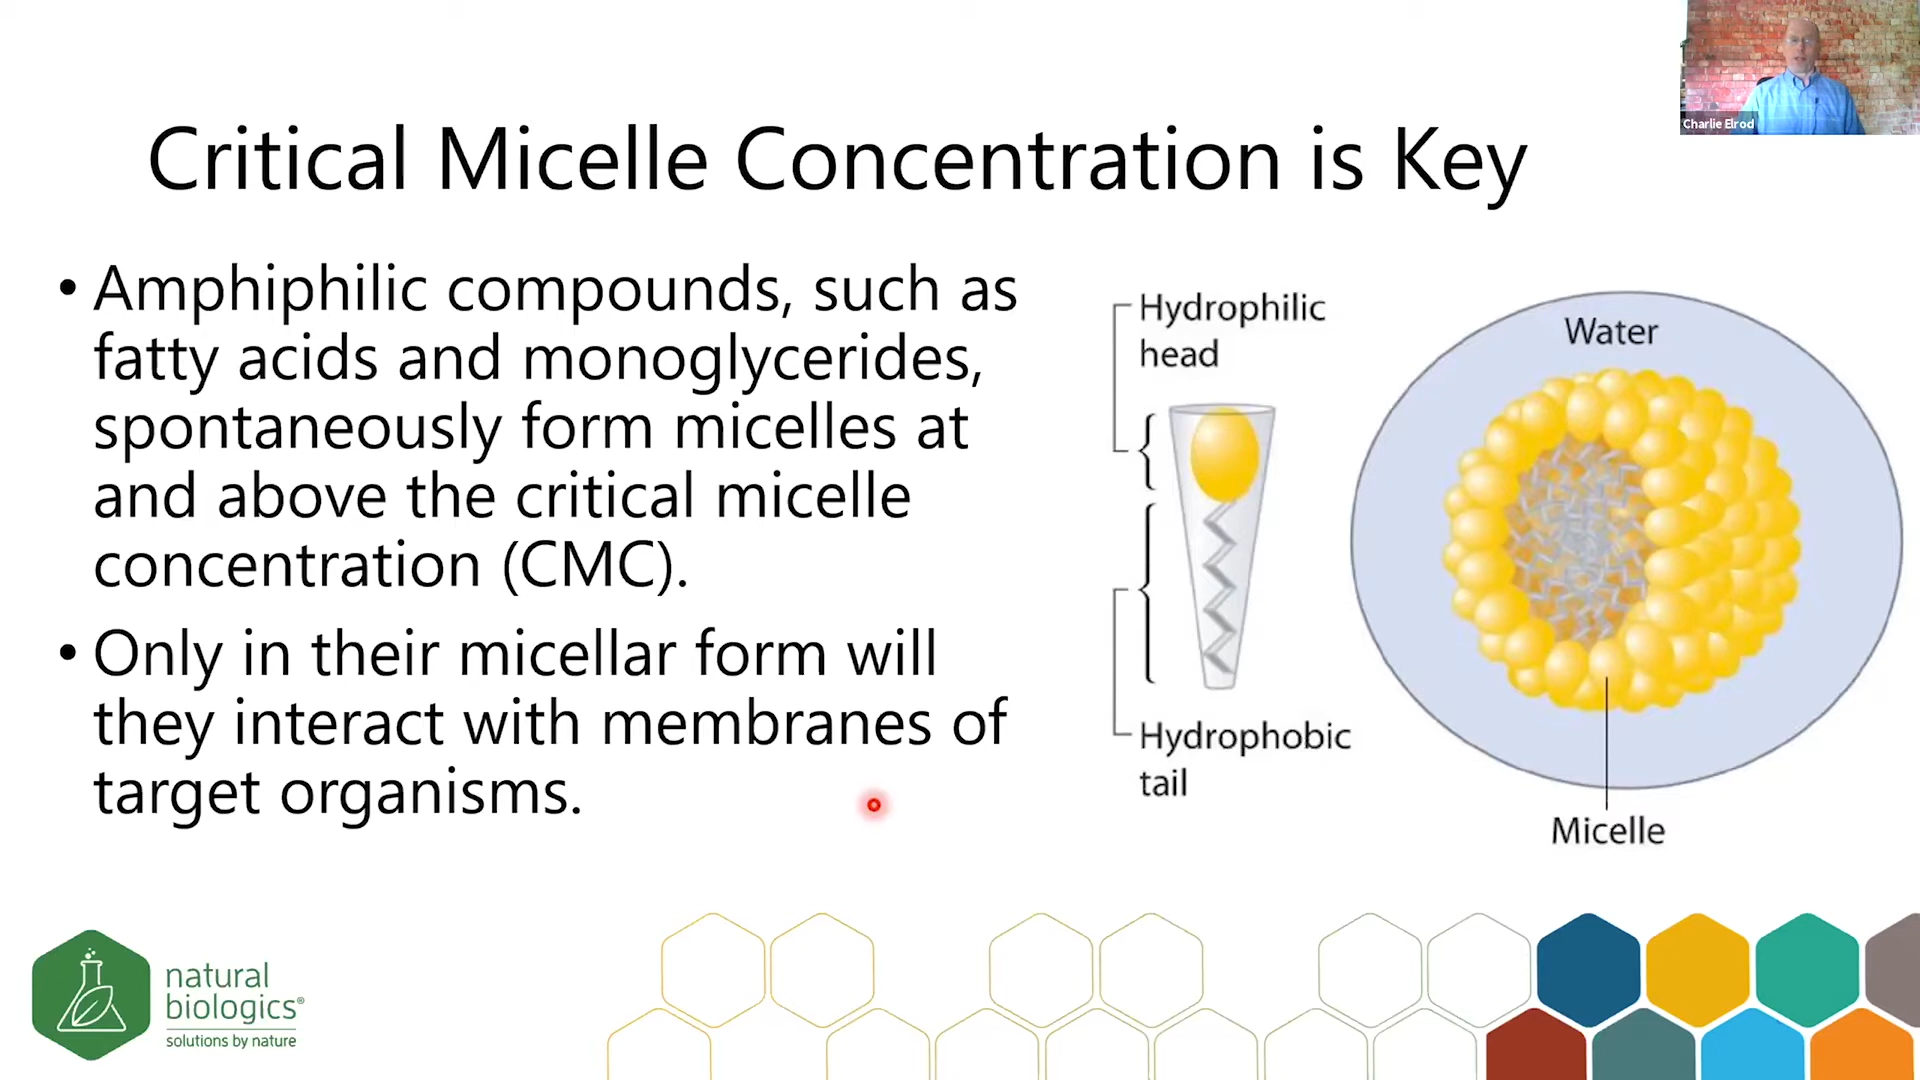 Charlie Elrod
Critical Micelle Concentration is Key
• Amphiphilic compounds, such as
fatty acids and monoglycerides,
spontaneously form micelles at
and above the critical micelle
concentration (CMC).
• Only in their micellar form will
they interact with membranes of
target organisms.
Hydrophilic
head
Hydrophobic
tail
Water
Micelle
natural
biologics®
solutions by nature